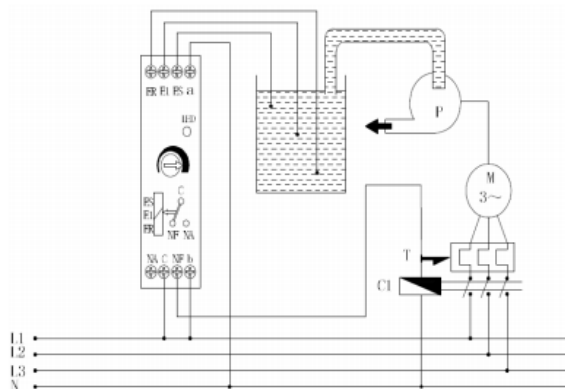 ER E1 ES a
LED
C
ES
E1
ER
NF NA
NA C NF b
P
M
3~
T
C1
L1
L2
L3
N